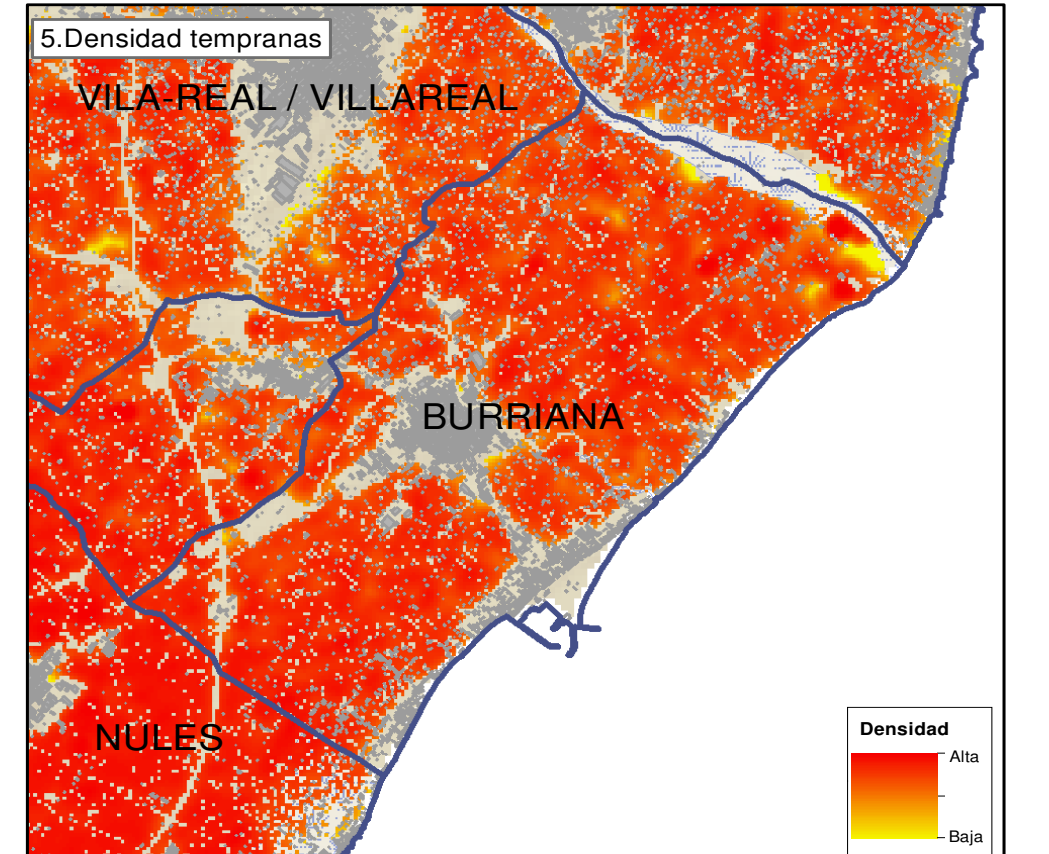 5.Densidad tempranas
VILA-REAL / VILLAREAL
BURRIANA
NULES
Densidad
Alta
Baja